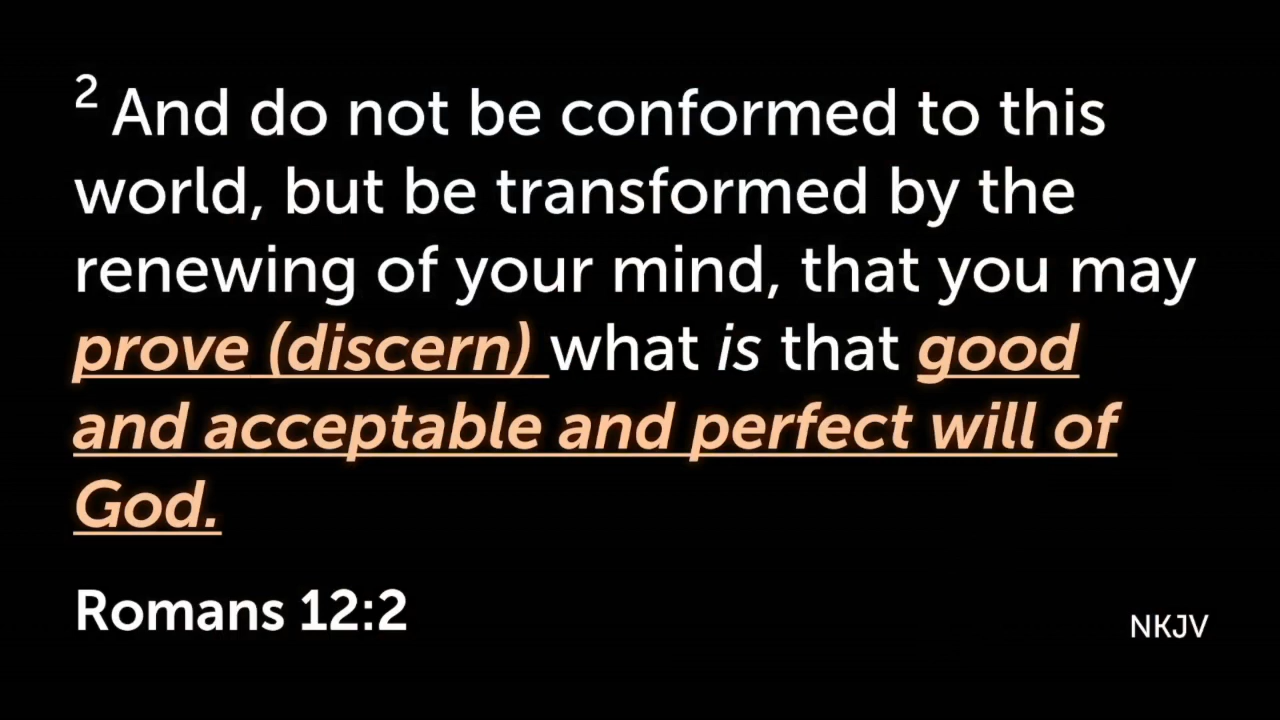 2 And do not be conformed to this
world, but be transformed by the
renewing of your mind, that you may
prove (discern) what is that good
and acceptable and perfect will of
God.
Romans 12:2
NKJV